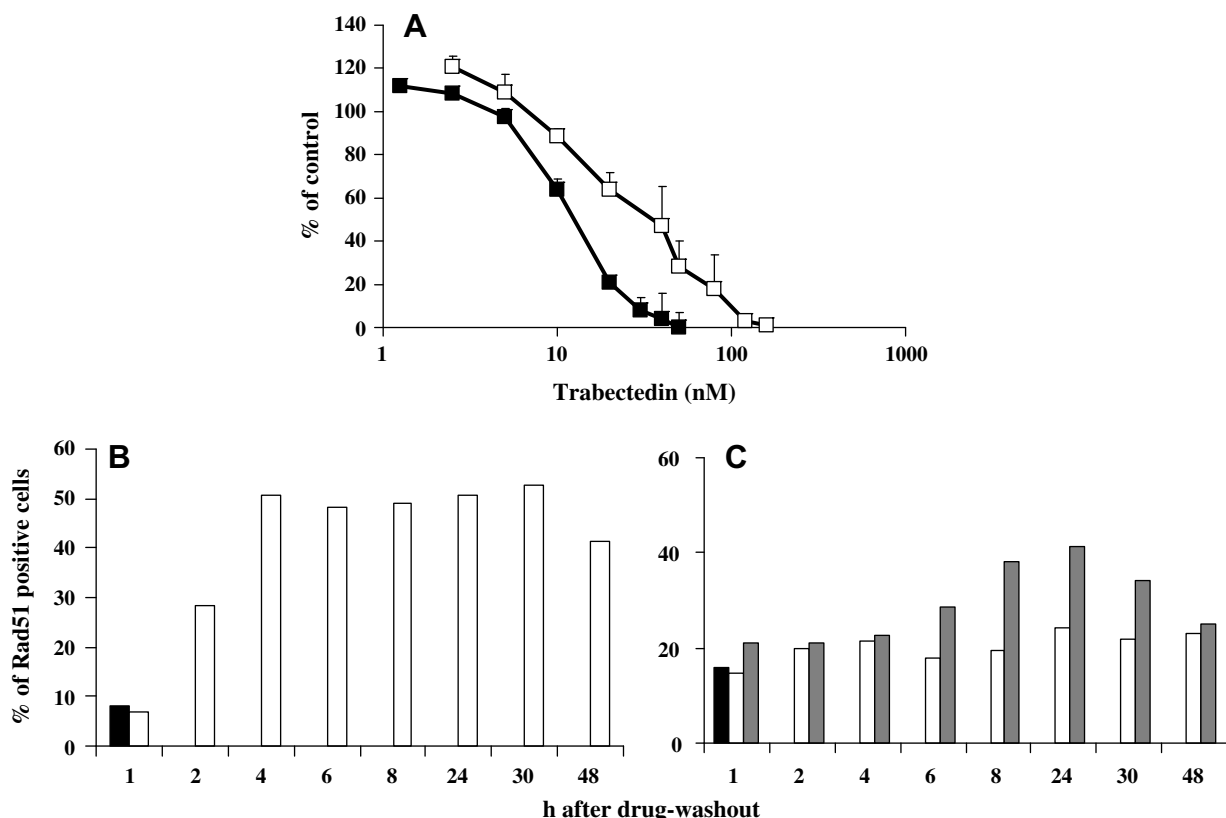 A
140
120
100
80
60
40
20
0
% of control
1 10 100 1000
Trabectedin (nM)
B
60
50
40
30
20
10
0
% of Rad51 positive cells
1 2 4 6 8 24 30 48
C
60
40
20
0
1 2 4 6 8 24 30 48
h after drug-washout